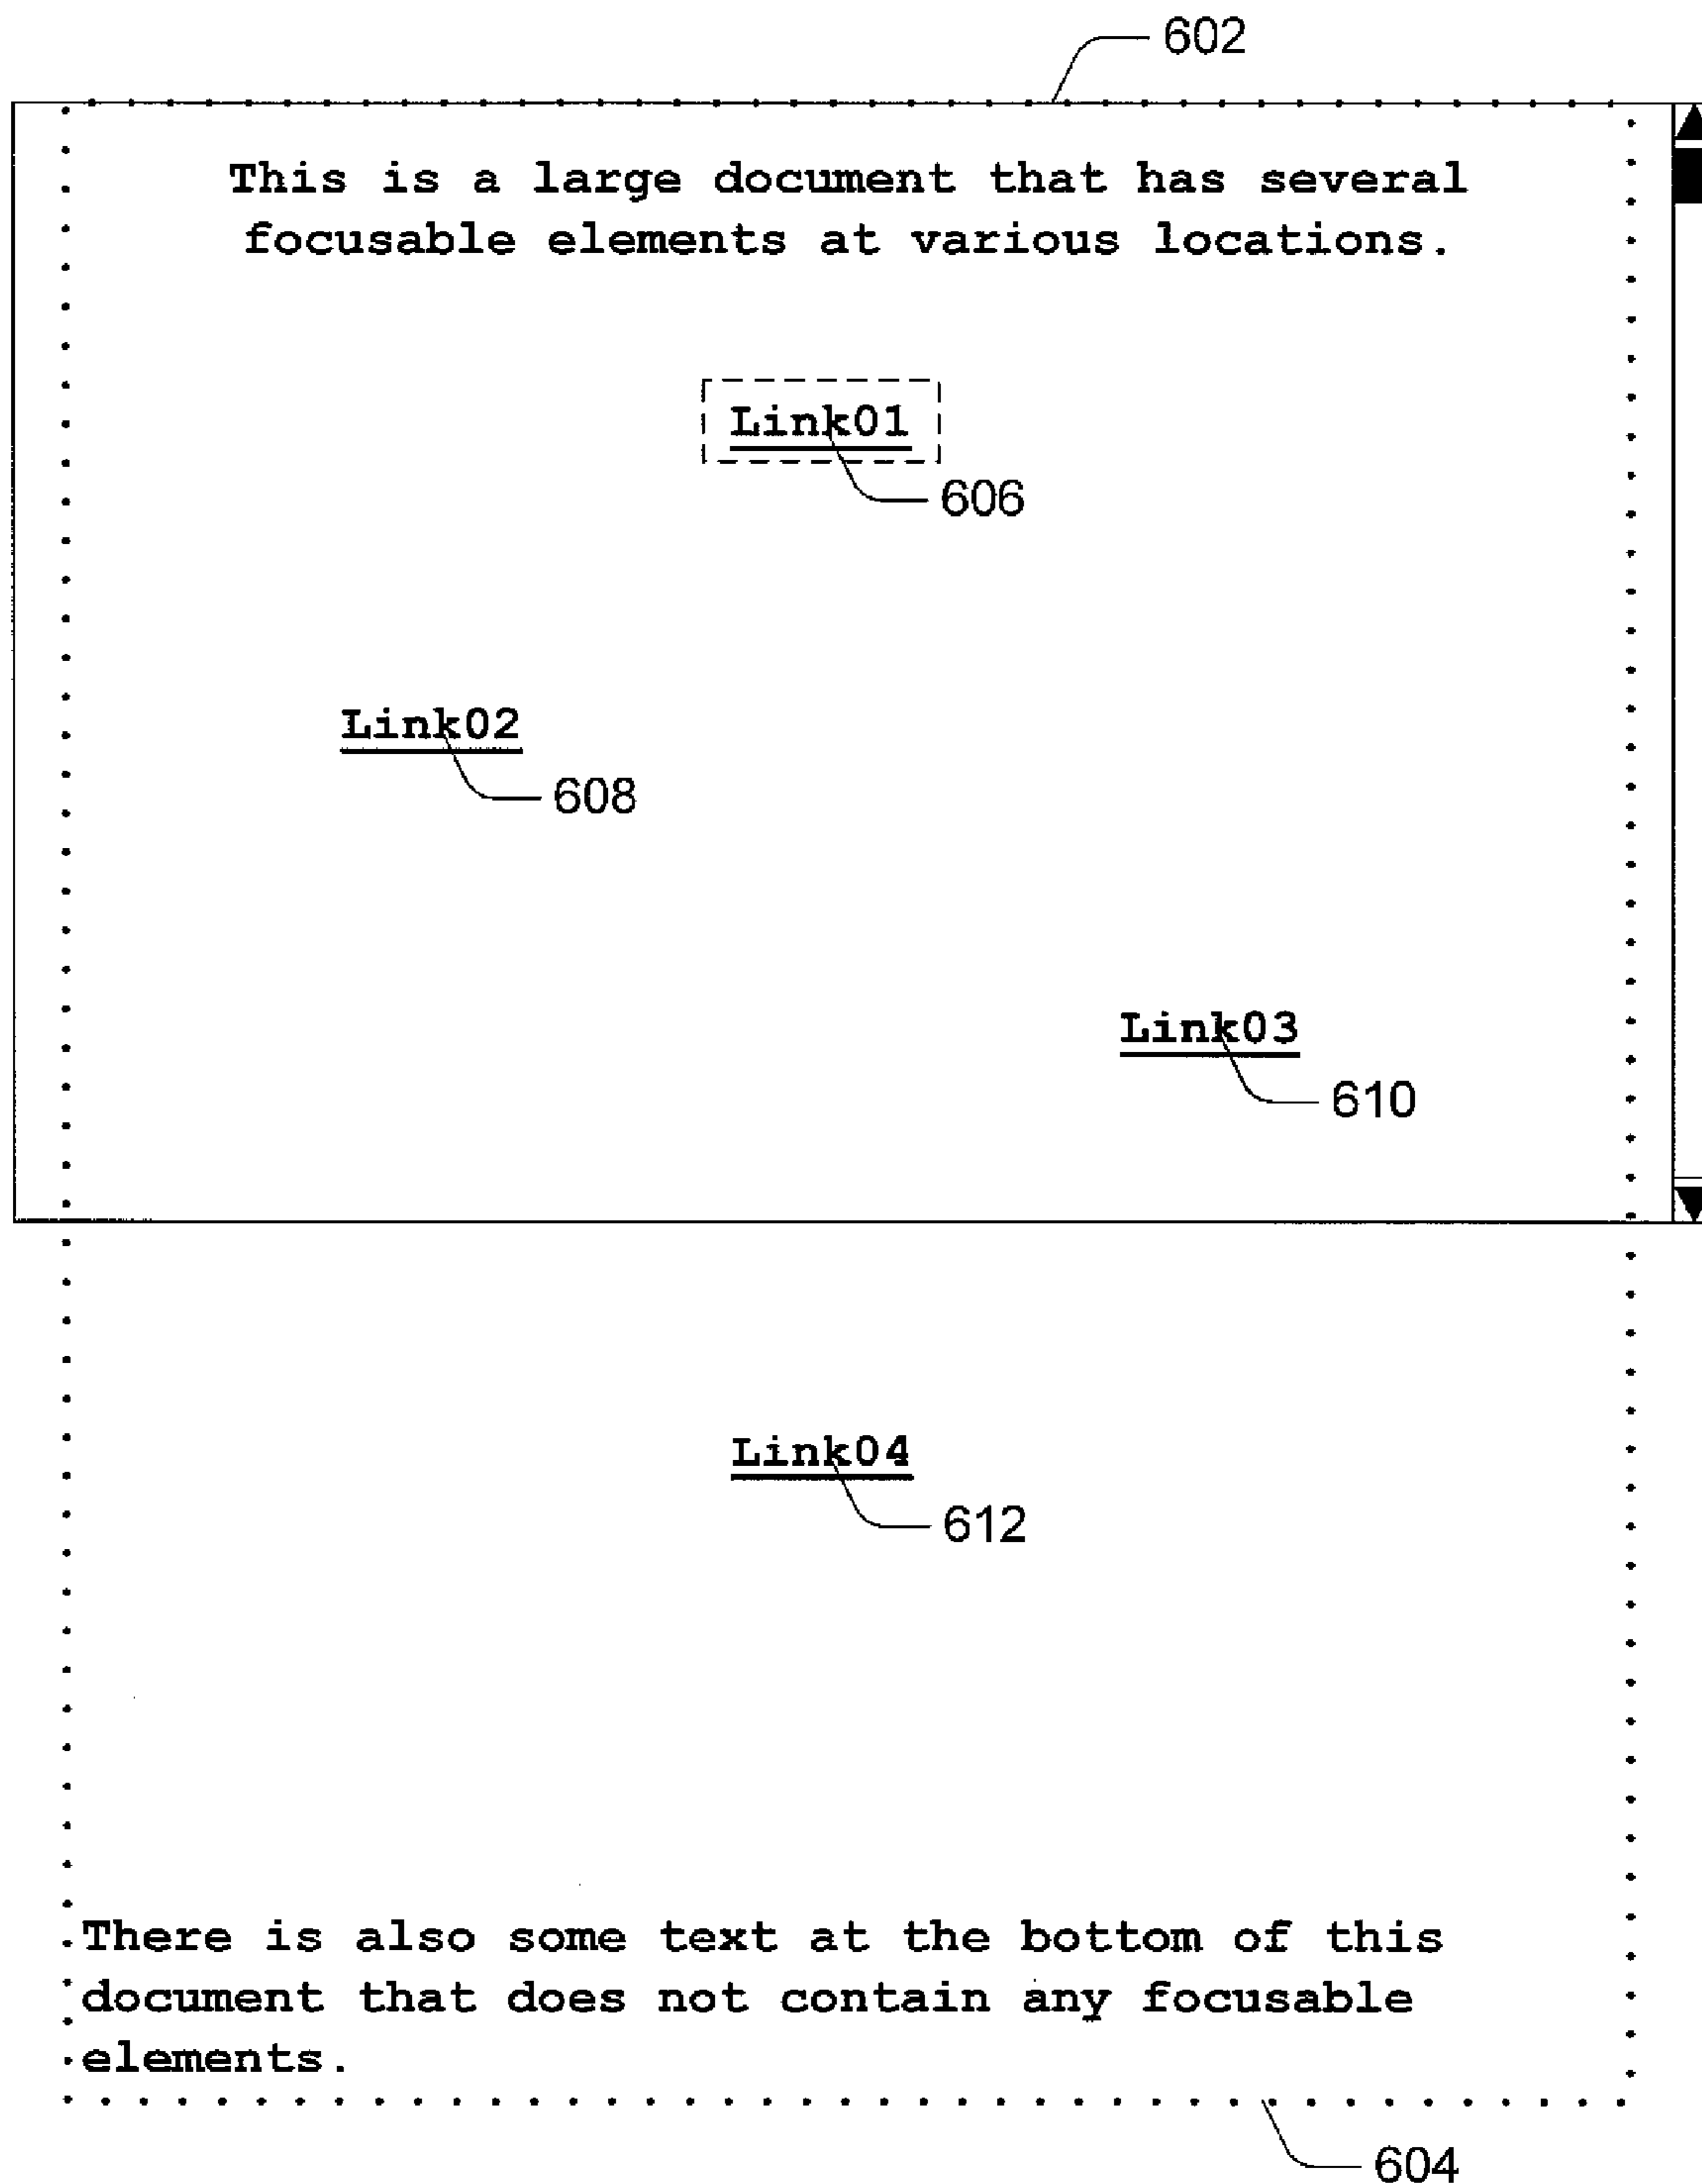 602
This is a large document that has several
focusable elements at various locations.
Link01
606
Link02
608
Link03
610
Link04
612
There is also some text at the bottom of this
document that does not contain any focusable
elements.
604